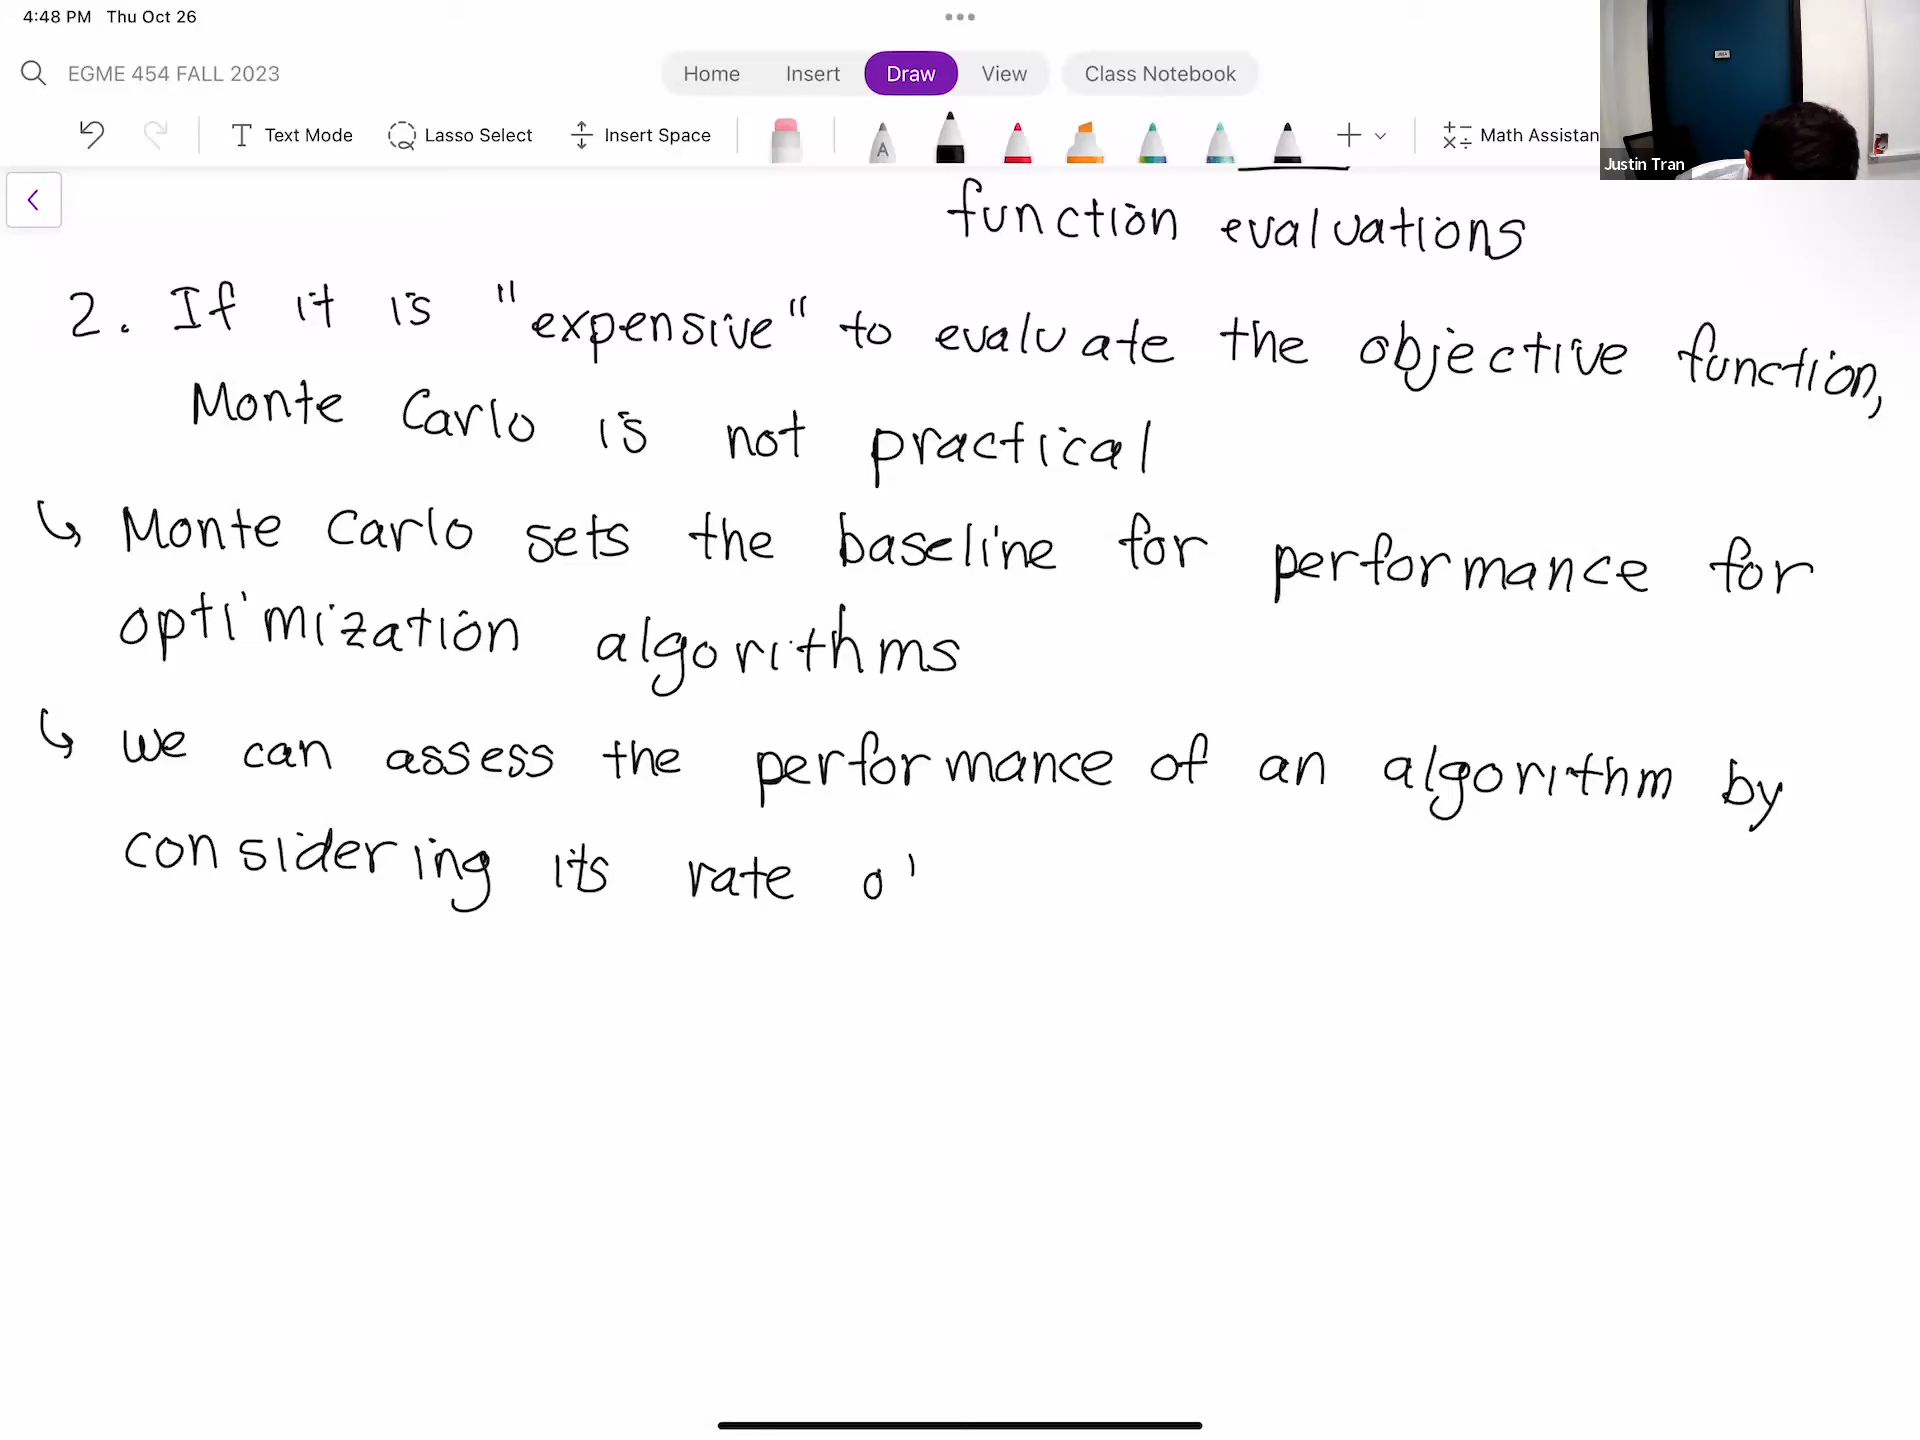 4:48 PM Thu Oct 26
EGME 454 FALL 2023
Home Insert Draw View Class Notebook
Text Mode Lasso Select Insert Space A Math Assistan
Justin Tran
function evaluations
2. If it is "expensive" to evaluate the objective function,
Monte Carlo is not practical
↳ Monte Carlo sets the baseline for performance for
optimization algorithms
↳ we can assess the performance of an algorithm by
considering its rate o'